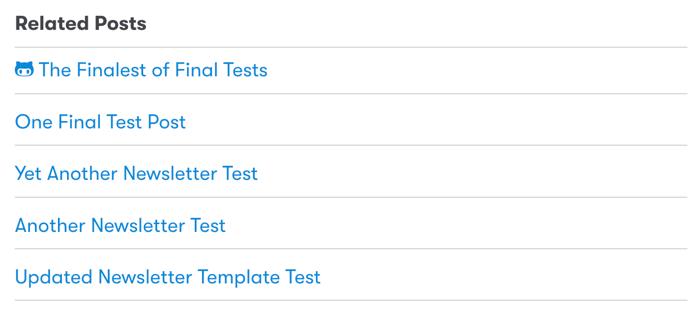 Related Posts
The Finalest of Final Tests
One Final Test Post
Yet Another Newsletter Test
Another Newsletter Test
Updated Newsletter Template Test